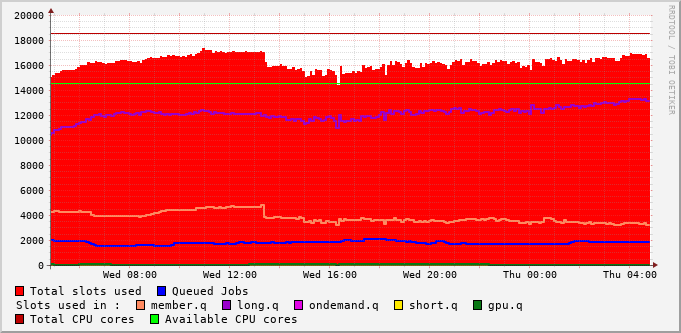 20000
18000
16000
14000
12000
10000
8000
6000
4000
2000
0
Wed 08:00 Wed 12:00 Wed 16:00 Wed 20:00 Thu 00:00 Thu 04:00
Total slots used Queued Jobs
Slots used in : member.q long.q ondemand.q short.q gpu.q
Total CPU cores Available CPU cores
RRDTOOL / TOBI OETIKER